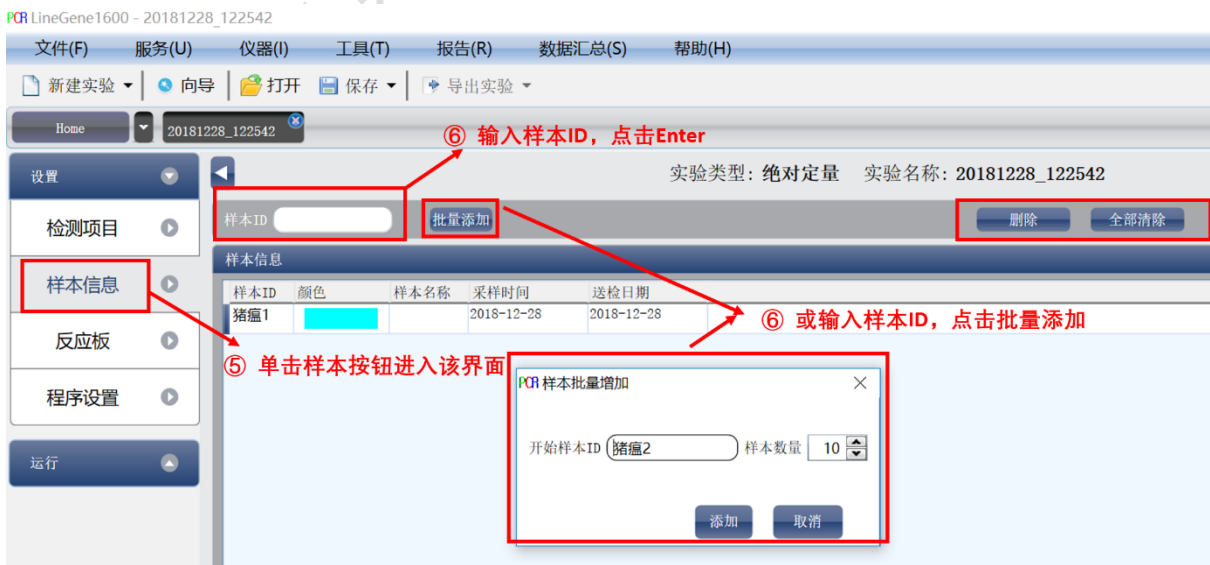 PCR LineGene1600 - 20181228_122542
文件(F) 服务(U) 仪器(I) 工具(T) 报告(R) 数据汇总(S) 帮助(H)
新建实验 向导 打开 保存 导出实验
Home 20181228_122542
⑥ 输入样本ID，点击Enter
设置
实验类型: 绝对定量 实验名称: 20181228_122542
检测项目
样本ID 批量添加 删除 全部清除
样本信息
样本信息
样本ID 颜色 样本名称 采样时间 送检日期
猪瘟1 2018-12-28 2018-12-28
⑥ 或输入样本ID，点击批量添加
反应板
⑤ 单击样本按钮进入该界面
PCR 样本批量增加
程序设置
开始样本ID 猪瘟2 样本数量 10
运行
添加 取消